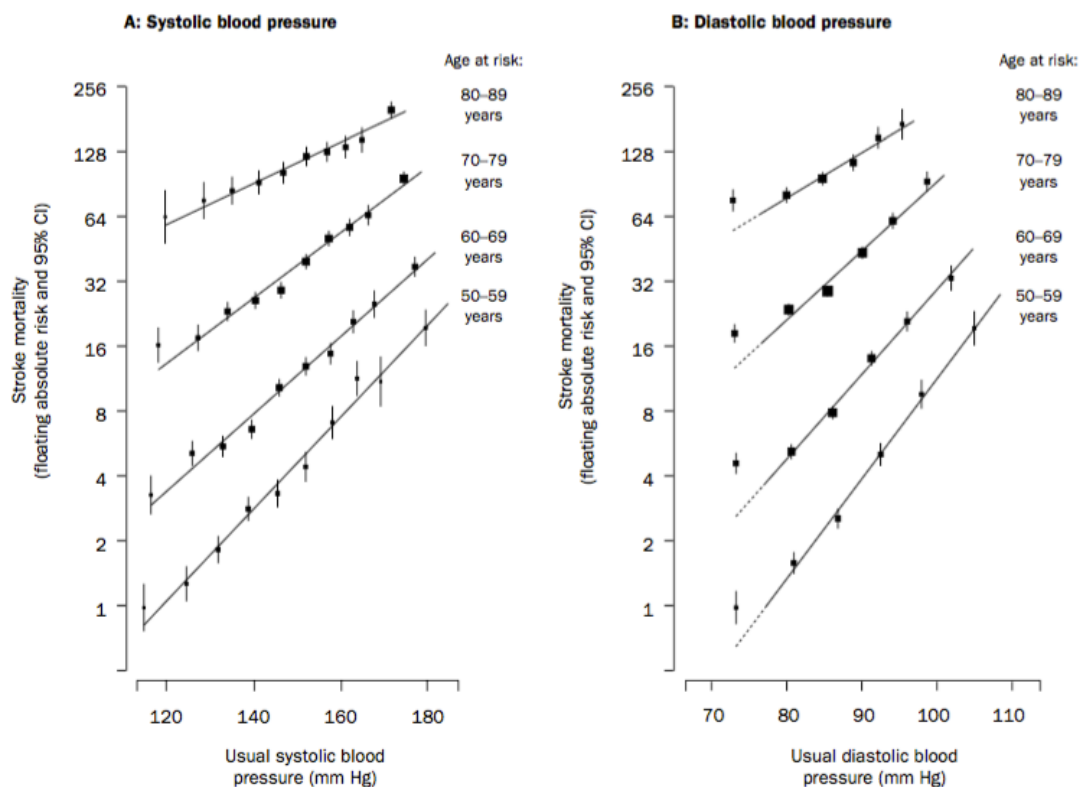 A: Systolic blood pressure
Age at risk:
Stroke mortality
(floating absolute risk and 95% CI)
256
128
64
32
16
8
4
2
1
80–89
years
70–79
years
60–69
years
50–59
years
120
140
160
180
Usual systolic blood
pressure (mm Hg)
B: Diastolic blood pressure
Age at risk:
Stroke mortality
(floating absolute risk and 95% CI)
256
128
64
32
16
8
4
2
1
80–89
years
70–79
years
60–69
years
50–59
years
70
80
90
100
110
Usual diastolic blood
pressure (mm Hg)